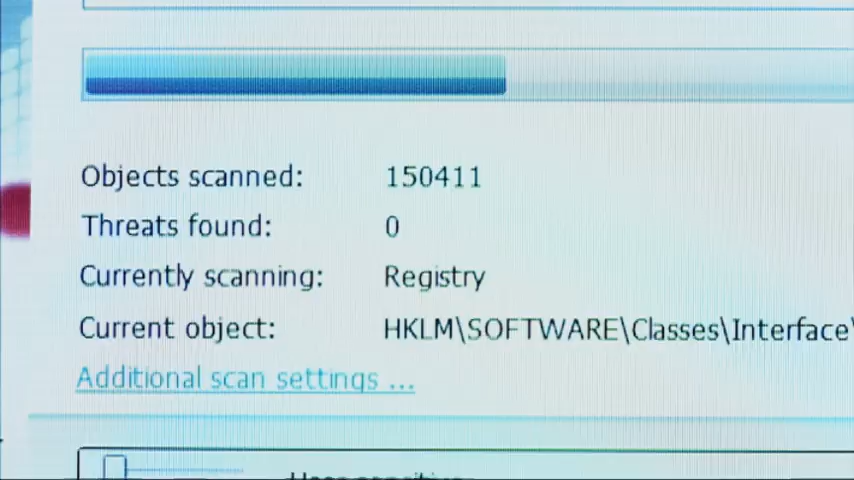 Objects scanned: 150411
Threats found: 0
Currently scanning: Registry
Current object: HKLM\SOFTWARE\Classes\Interface\
Additional scan settings ...